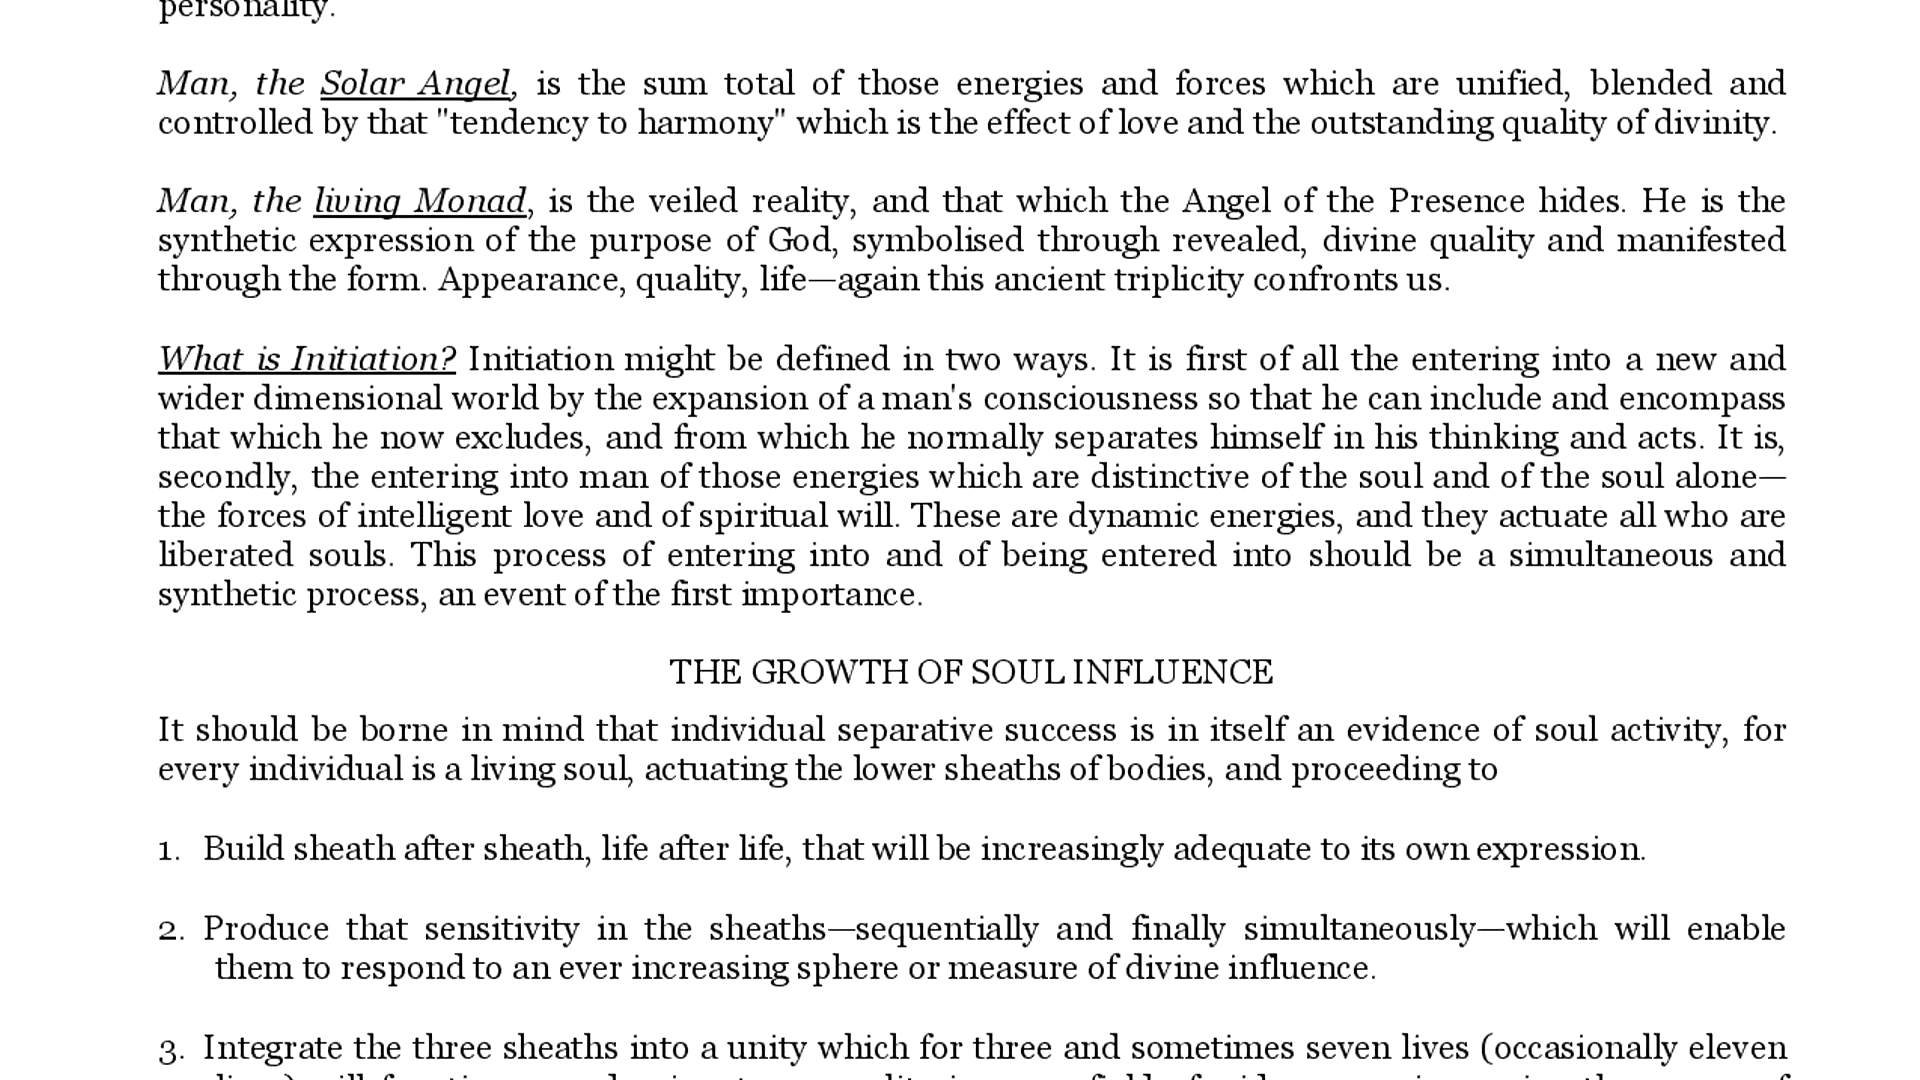 personality.
Man, the Solar Angel, is the sum total of those energies and forces which are unified, blended and
controlled by that "tendency to harmony" which is the effect of love and the outstanding quality of divinity.
Man, the living Monad, is the veiled reality, and that which the Angel of the Presence hides. He is the
synthetic expression of the purpose of God, symbolised through revealed, divine quality and manifested
through the form. Appearance, quality, life—again this ancient triplicity confronts us.
What is Initiation? Initiation might be defined in two ways. It is first of all the entering into a new and
wider dimensional world by the expansion of a man's consciousness so that he can include and encompass
that which he now excludes, and from which he normally separates himself in his thinking and acts. It is,
secondly, the entering into man of those energies which are distinctive of the soul and of the soul alone—
the forces of intelligent love and of spiritual will. These are dynamic energies, and they actuate all who are
liberated souls. This process of entering into and of being entered into should be a simultaneous and
synthetic process, an event of the first importance.
THE GROWTH OF SOUL INFLUENCE
It should be borne in mind that individual separative success is in itself an evidence of soul activity, for
every individual is a living soul, actuating the lower sheaths of bodies, and proceeding to
1. Build sheath after sheath, life after life, that will be increasingly adequate to its own expression.
2. Produce that sensitivity in the sheaths—sequentially and finally simultaneously—which will enable
them to respond to an ever increasing sphere or measure of divine influence.
3. Integrate the three sheaths into a unity which for three and sometimes seven lives (occasionally eleven